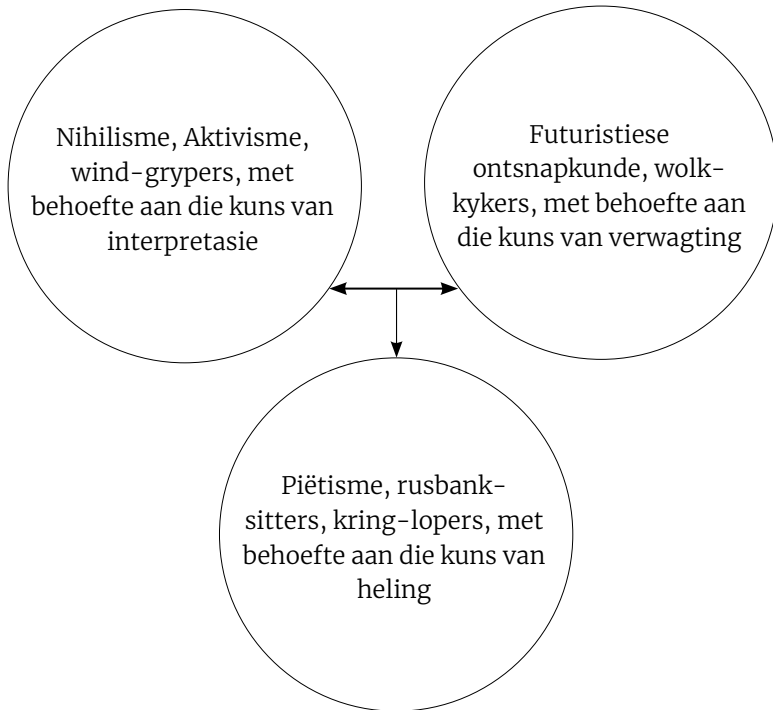 Nihilisme, Aktivisme,
wind-grypers, met
behoefte aan die kuns van
interpretasie
Futuristiese
ontsnapkunde, wolk-
kykers, met behoefte aan
die kuns van verwagting
Piëtisme, rusbank-
sitters, kring-lopers, met
behoefte aan die kuns van
heling